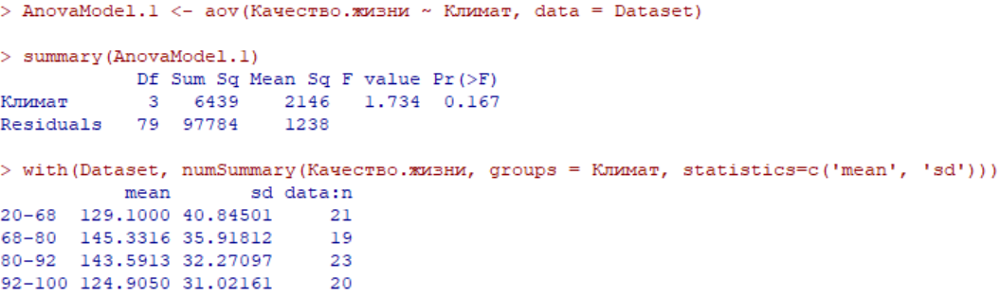 > AnovaModel.1 <- aov(Качество.жизни ~ Климат, data = Dataset)
> summary(AnovaModel.1)
Df Sum Sq Mean Sq F value Pr(>F)
Климат 3 6439 2146 1.734 0.167
Residuals 79 97784 1238
> with(Dataset, numSummary(Качество.жизни, groups = Климат, statistics=c('mean', 'sd')))
mean sd data:n
20-68 129.1000 40.84501 21
68-80 145.3316 35.91812 19
80-92 143.5913 32.27097 23
92-100 124.9050 31.02161 20